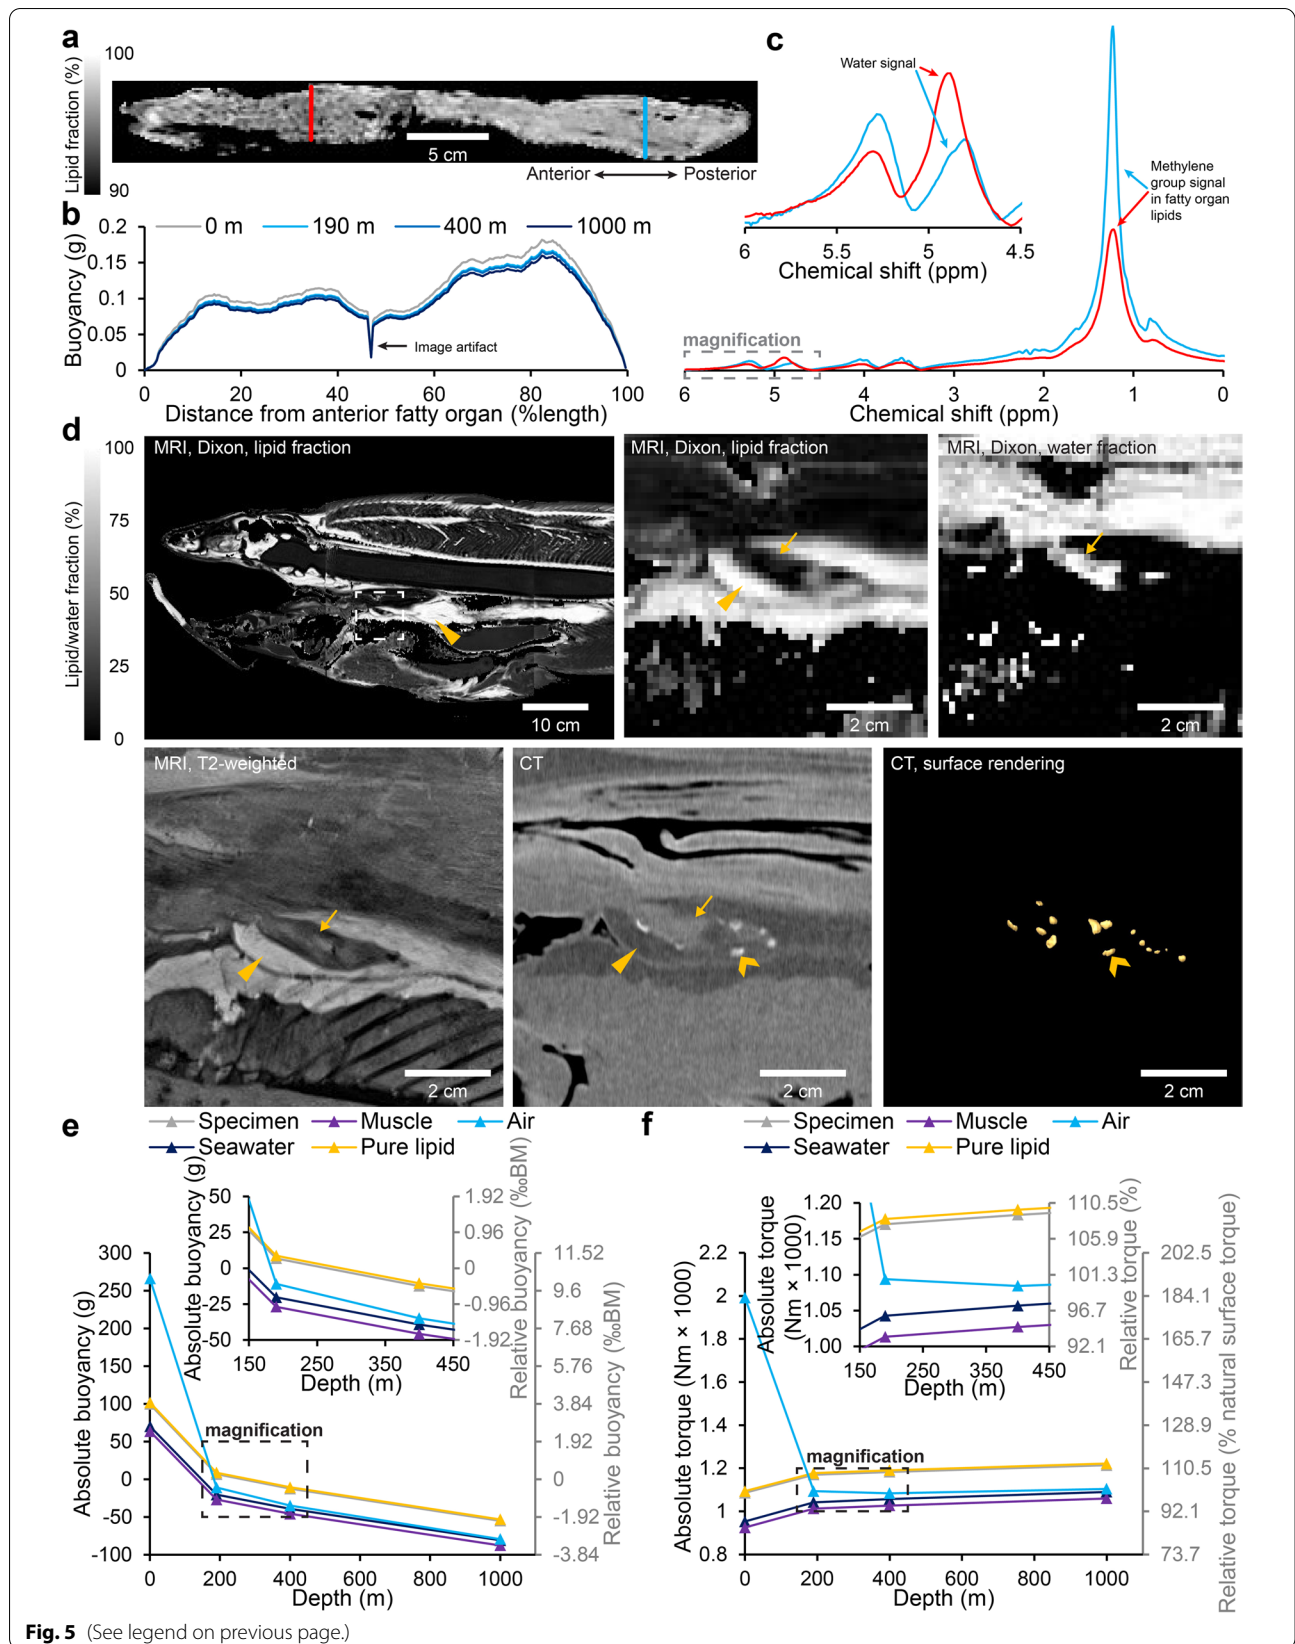 a
Lipid fraction (%)
100
90
5 cm
Anterior Posterior
b
0 m 190 m 400 m 1000 m
Buoyancy (g)
0.2
0.15
0.1
0.05
0
Image artifact
0 20 40 60 80 100
Distance from anterior fatty organ (%length)
c
Water signal
6 5.5 5 4.5
Chemical shift (ppm)
Methylene
group signal
in fatty organ
lipids
magnification
6 5 4 3 2 1 0
Chemical shift (ppm)
d
Lipid/water fraction (%)
100
75
50
25
0
MRI, Dixon, lipid fraction
10 cm
MRI, Dixon, lipid fraction
2 cm
MRI, Dixon, water fraction
2 cm
MRI, T2-weighted
2 cm
CT
2 cm
CT, surface rendering
2 cm
e
Specimen Muscle Air
Seawater Pure lipid
Absolute buoyancy (g)
50
25
0
-25
-50
1.92
0.96
0
-0.96
-1.92
Relative buoyancy (‰BM)
150 250 350 450
Depth (m)
Absolute buoyancy (g)
300
250
200
150
100
50
0
-50
-100
magnification
11.52
9.6
7.68
5.76
3.84
1.92
0
-1.92
-3.84
Relative buoyancy (‰BM)
0 200 400 600 800 1000
Depth (m)
f
Specimen Muscle Air
Seawater Pure lipid
Absolute torque
(Nm × 1000)
1.20
1.15
1.10
1.05
1.00
110.5
105.9
101.3
96.7
92.1
Relative torque (%)
150 250 350 450
Depth (m)
Absolute torque (Nm × 1000)
2.2
2
1.8
1.6
1.4
1.2
1
0.8
magnification
202.5
184.1
165.7
147.3
128.9
110.5
92.1
73.7
Relative torque (% natural surface torque)
0 200 400 600 800 1000
Depth (m)
Fig. 5 (See legend on previous page.)